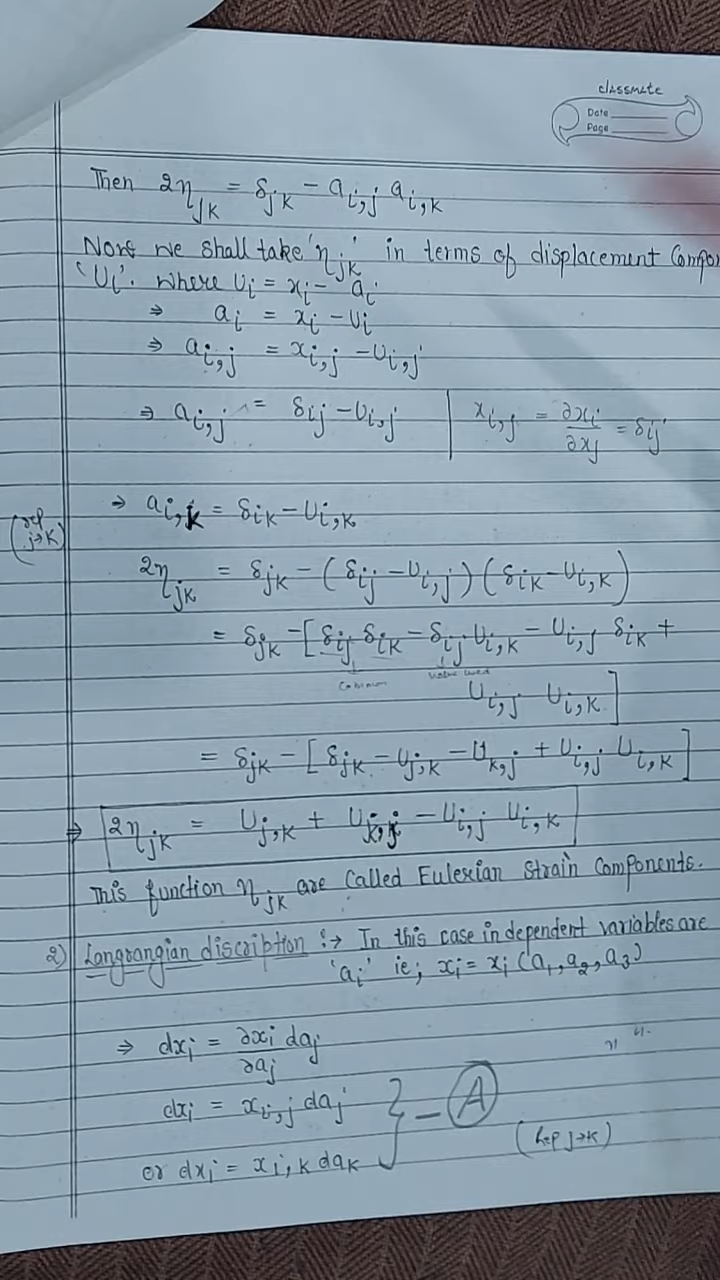 classmate
Date
Page
Then 2η_jk = δ_jk - a_i,j a_i,k
Now we shall take 'η_jk' in terms of displacement Compon
'U_i'. where U_i = x_i - a_i
⇒ a_i = x_i - U_i
⇒ a_i,j = x_i,j - U_i,j
⇒ a_i,j = δ_ij - U_i,j | x_i,j = ∂x_i/∂x_j = δ_ij
(rep j→k) ⇒ a_i,k = δ_ik - U_i,k
2η_jk = δ_jk - (δ_ij - U_i,j) (δ_ik - U_i,k)
= δ_jk - [δ_ij δ_ik - δ_ij U_i,k - U_i,j δ_ik +
Common
U_i,j U_i,k]
= δ_jk - [δ_jk - U_j,k - U_k,j + U_i,j U_i,k]
⇒ 2η_jk = U_j,k + U_k,j - U_i,j U_i,k
This function η_jk are Called Eulerian Strain Components.
2) Langrangian discription :→ In this case independent variables are
'a_i' ie; x_i = x_i (a_1, a_2, a_3)
⇒ dx_i = ∂x_i/∂a_j da_j
dx_i = x_i,j da_j } - (A)
(rep j→k)
or dx_i = x_i,k da_k